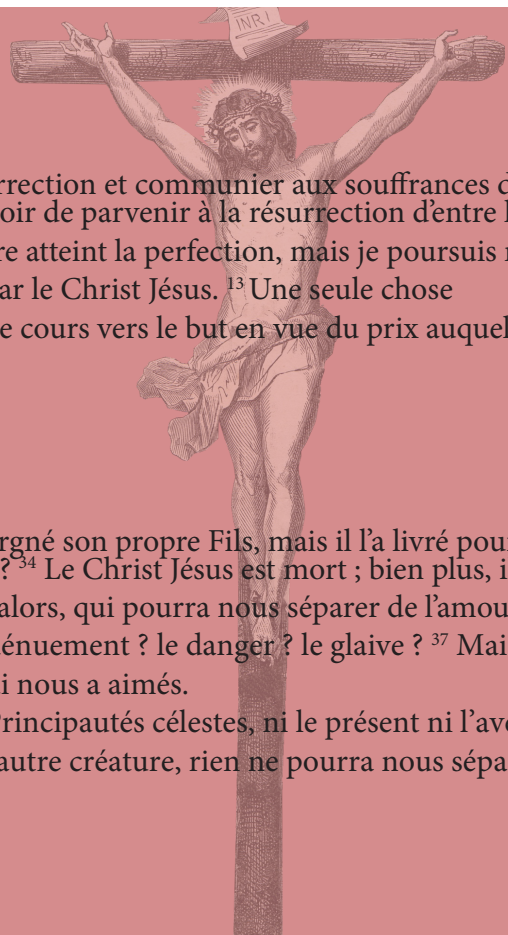 INRI
rrection et communier aux souffrances d
oir de parvenir à la résurrection d'entre l
re atteint la perfection, mais je poursuis
ar le Christ Jésus. ¹³ Une seule chose
e cours vers le but en vue du prix auquel
rgné son propre Fils, mais il l'a livré pour
? ³⁴ Le Christ Jésus est mort ; bien plus, i
alors, qui pourra nous séparer de l'amou
énuement ? le danger ? le glaive ? ³⁷ Mai
i nous a aimés.
Principautés célestes, ni le présent ni l'av
autre créature, rien ne pourra nous sépa